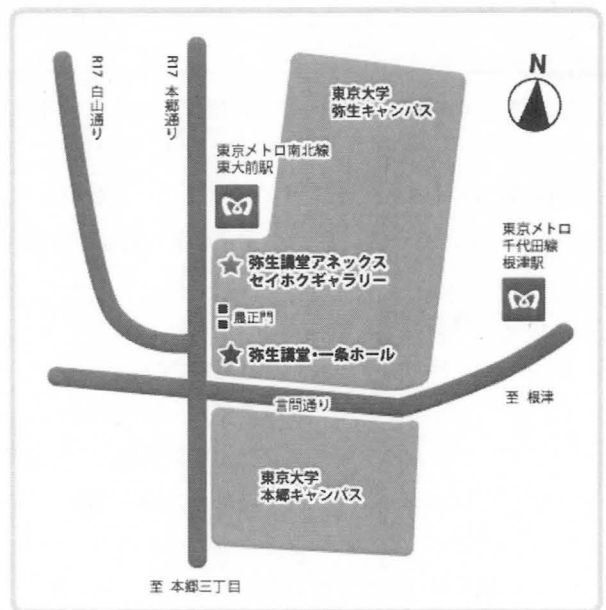 R17 白山通り
R17 本郷通り
東京大学
弥生キャンパス
N
東京メトロ南北線
東大前駅
東京メトロ
千代田線
根津駅
弥生講堂アネックス
セイホクギャラリー
農正門
弥生講堂・一条ホール
言問通り
至 根津
東京大学
本郷キャンパス
至 本郷三丁目